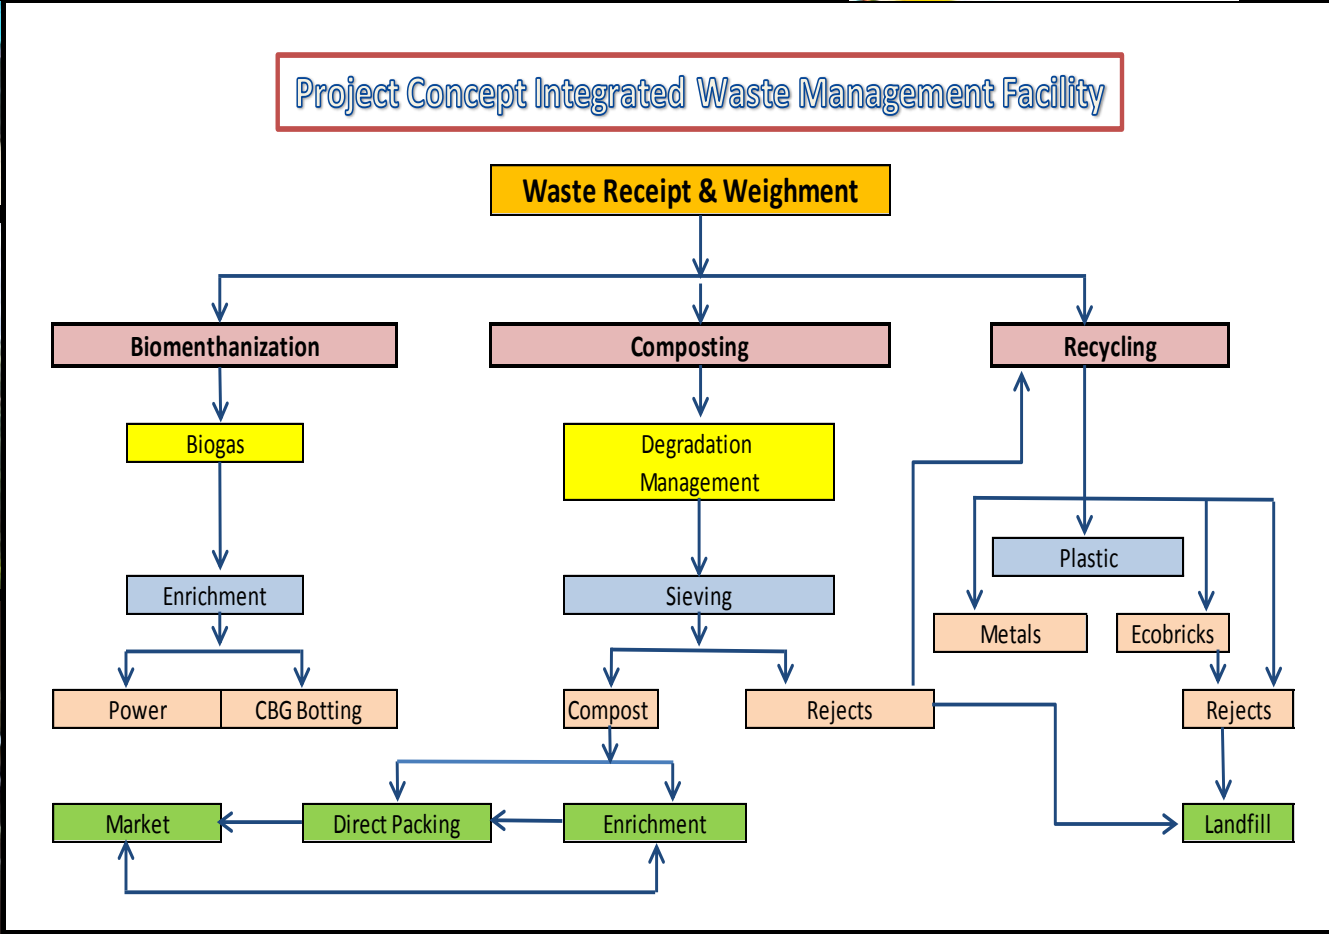 Project Concept Integrated Waste Management Facility
Waste Receipt & Weighment
Biomenthanization
Composting
Recycling
Biogas
Degradation
Management
Plastic
Enrichment
Sieving
Metals
Ecobricks
Power
CBG Botting
Compost
Rejects
Rejects
Market
Direct Packing
Enrichment
Landfill